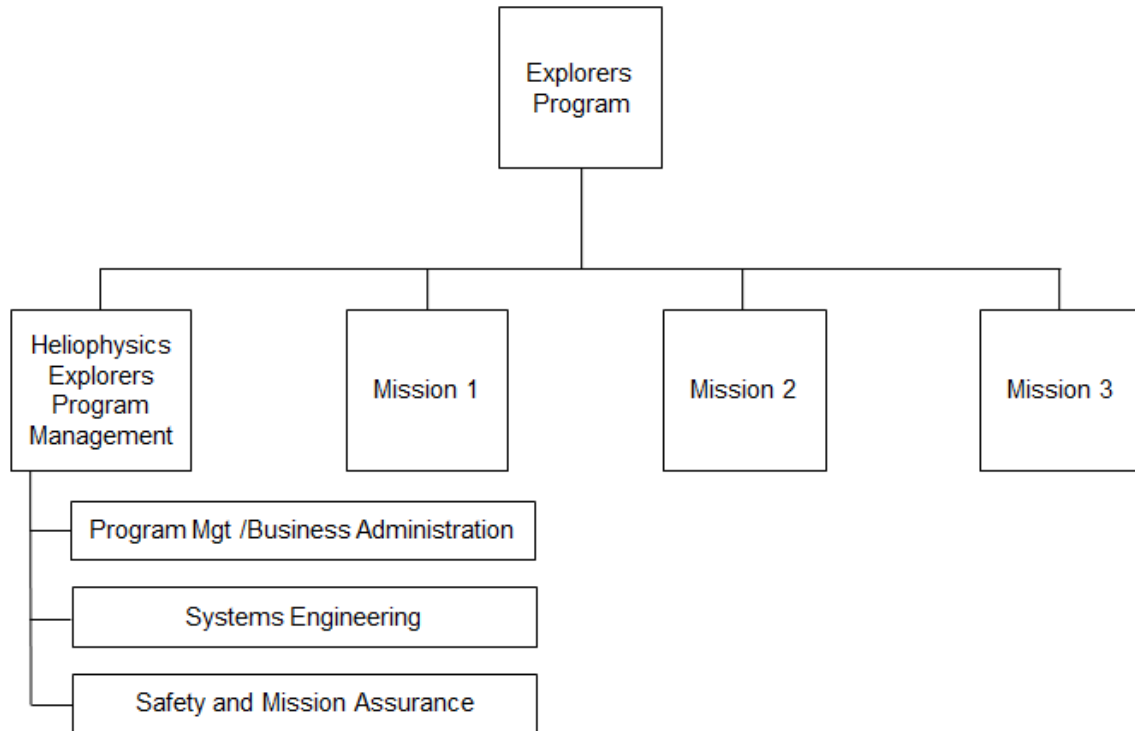 Explorers
Program
Heliophysics
Explorers
Program
Management
Mission 1
Mission 2
Mission 3
Program Mgt /Business Administration
Systems Engineering
Safety and Mission Assurance